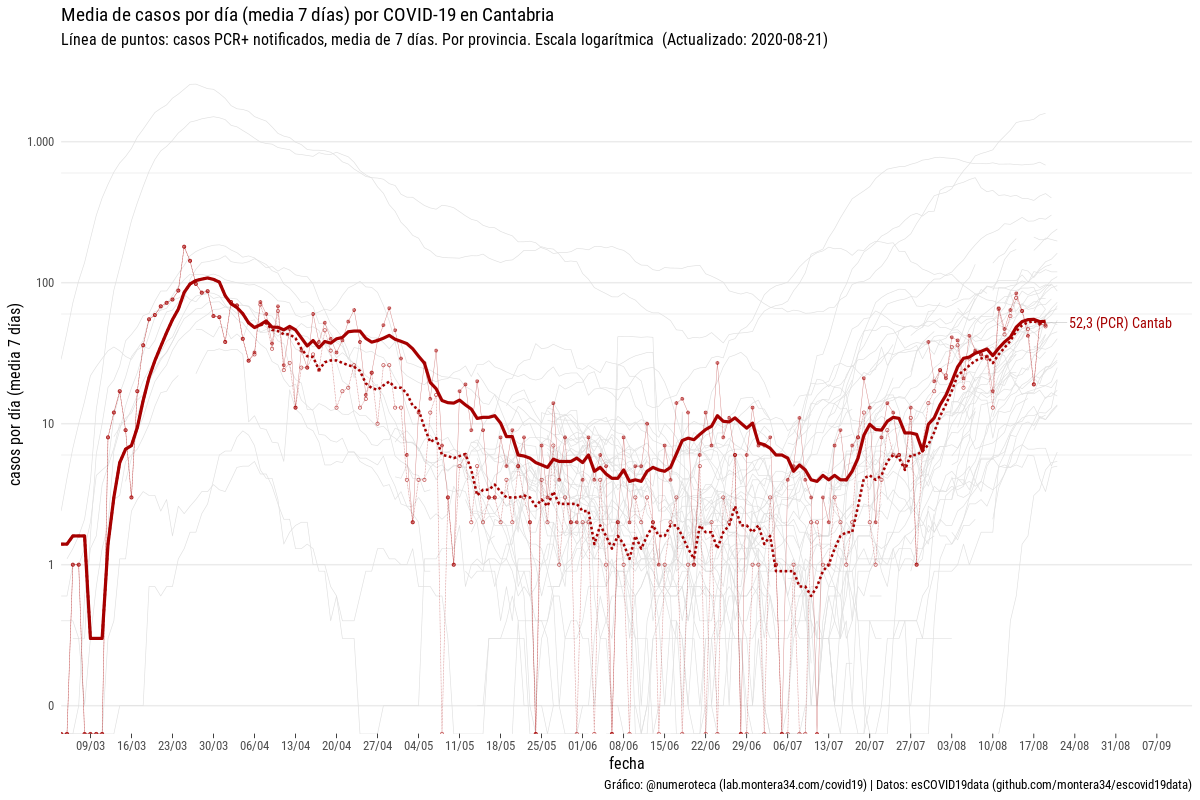 Media de casos por día (media 7 días) por COVID-19 en Cantabria
Línea de puntos: casos PCR+ notificados, media de 7 días. Por provincia. Escala logarítmica  (Actualizado: 2020-08-21)
casos por día (media 7 días)
1.000
100
10
1
0
52,3 (PCR) Cantab
09/03 16/03 23/03 30/03 06/04 13/04 20/04 27/04 04/05 11/05 18/05 25/05 01/06 08/06 15/06 22/06 29/06 06/07 13/07 20/07 27/07 03/08 10/08 17/08 24/08 31/08 07/09
fecha
Gráfico: @numeroteca (lab.montera34.com/covid19) | Datos: esCOVID19data (github.com/montera34/escovid19data)